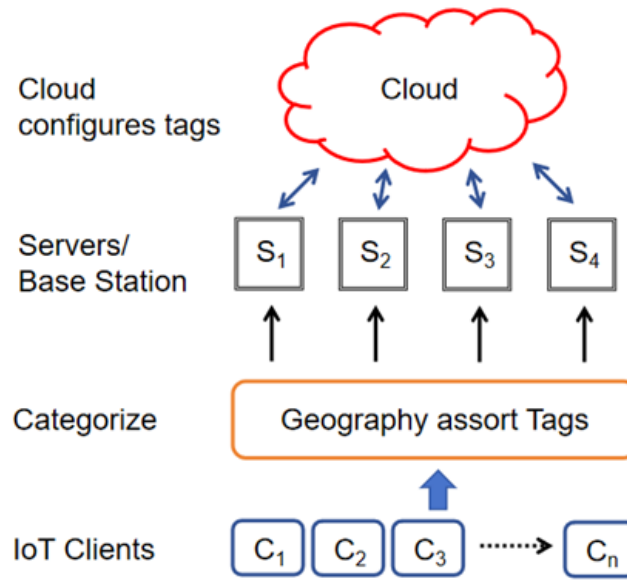 Cloud
configures tags
Cloud
Servers/
Base Station
S₁ S₂ S₃ S₄
Categorize
Geography assort Tags
IoT Clients
C₁ C₂ C₃ Cₙ